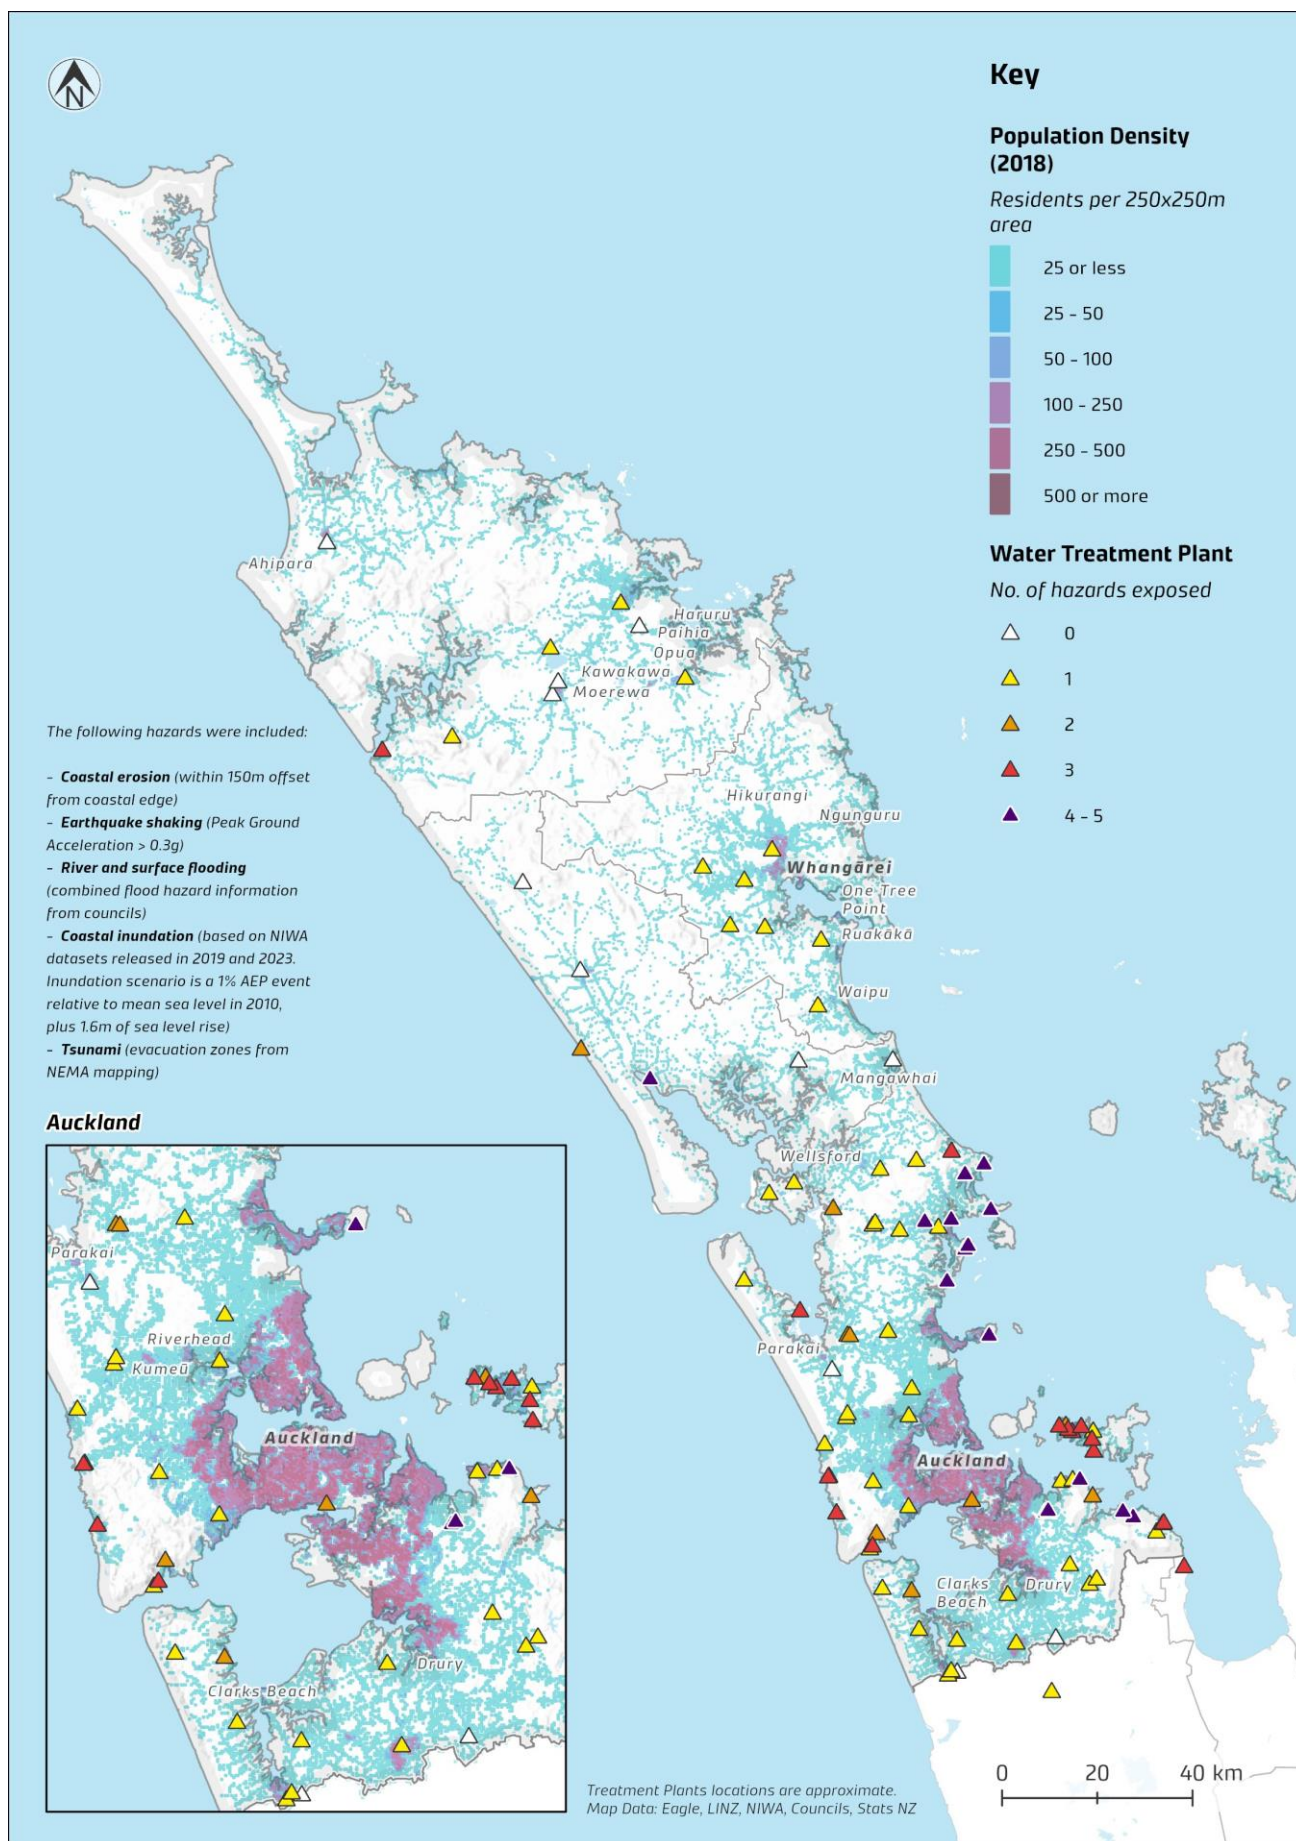 N
Key
Population Density
(2018)
Residents per 250x250m
area
25 or less
25 - 50
50 - 100
100 - 250
250 - 500
500 or more
Water Treatment Plant
No. of hazards exposed
0
1
2
3
4 - 5
Ahipara
Haruru
Paihia
Opua
Kawakawa
Moerewa
Hikurangi
Ngunguru
Whangārei
One Tree
Point
Ruakākā
Waipu
Mangawhai
Wellsford
Parakai
Auckland
Clarks
Beach
Drury
The following hazards were included:
- Coastal erosion (within 150m offset
from coastal edge)
- Earthquake shaking (Peak Ground
Acceleration > 0.3g)
- River and surface flooding
(combined flood hazard information
from councils)
- Coastal inundation (based on NIWA
datasets released in 2019 and 2023.
Inundation scenario is a 1% AEP event
relative to mean sea level in 2010,
plus 1.6m of sea level rise)
- Tsunami (evacuation zones from
NEMA mapping)
Auckland
Parakai
Riverhead
Kumeū
Auckland
Drury
Clarks Beach
Treatment Plants locations are approximate.
Map Data: Eagle, LINZ, NIWA, Councils, Stats NZ
0 20 40 km